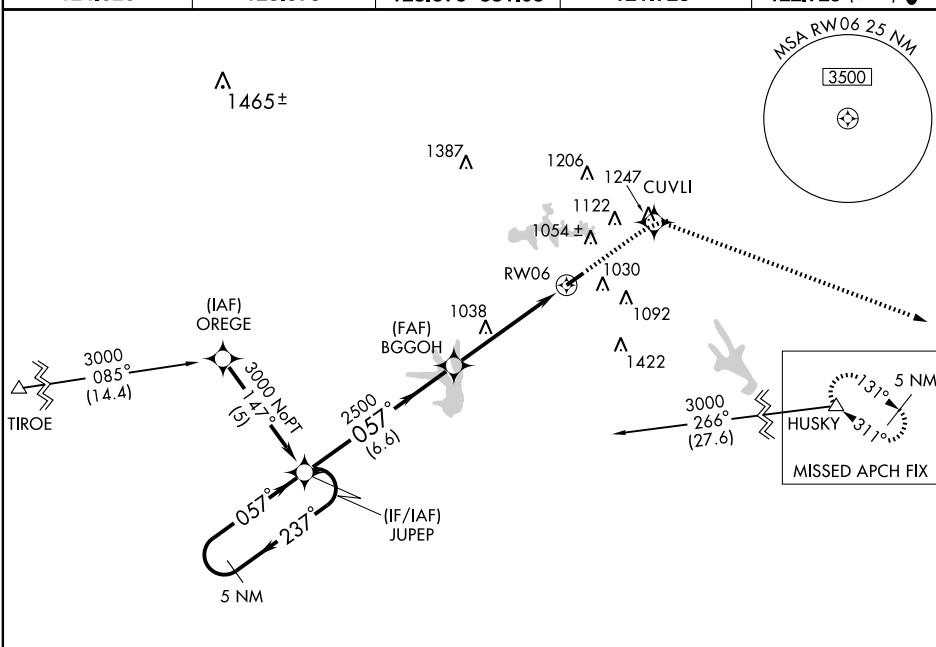 MSA RW06 25 NM
3500
1465±
1387
1206
1247
CUVLI
1122
1054±
RW06
1030
1092
1038
1422
(IAF)
OREGE
(FAF)
BGGOH
3000
085°
(14.4)
TIROE
3000 NoPT
147°
(5)
2500
057°
(6.6)
3000
266°
(27.6)
HUSKY
131°
311°
5 NM
MISSED APCH FIX
057°
237°
(IF/IAF)
JUPEP
5 NM